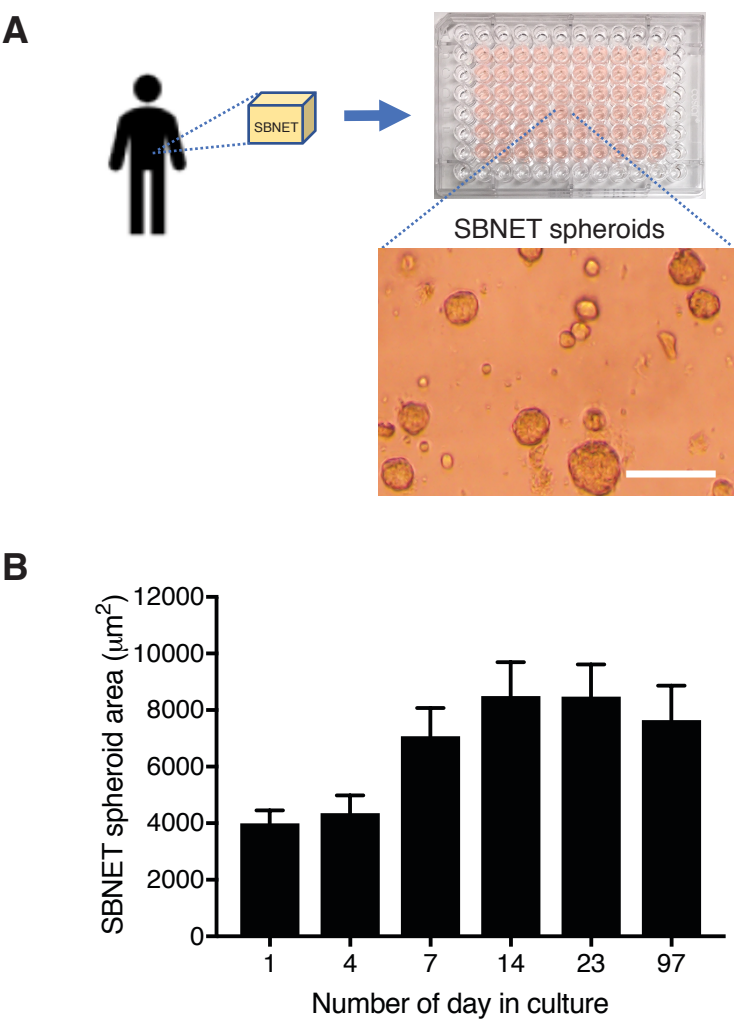 A
SBNET
SBNET spheroids
B
SBNET spheroid area (μm²)
12000
10000
8000
6000
4000
2000
0
1 4 7 14 23 97
Number of day in culture